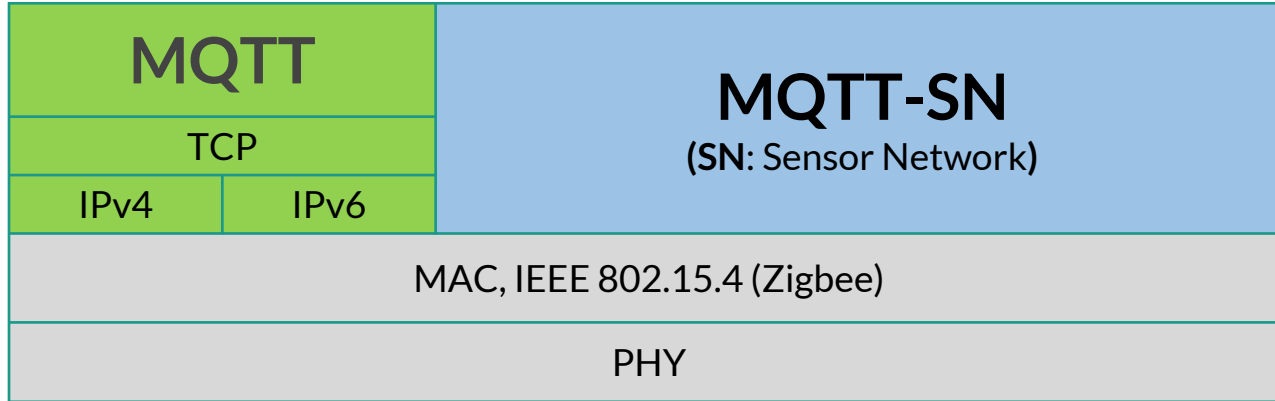 MQTT
MQTT-SN
(SN: Sensor Network)
TCP
IPv4 IPv6
MAC, IEEE 802.15.4 (Zigbee)
PHY